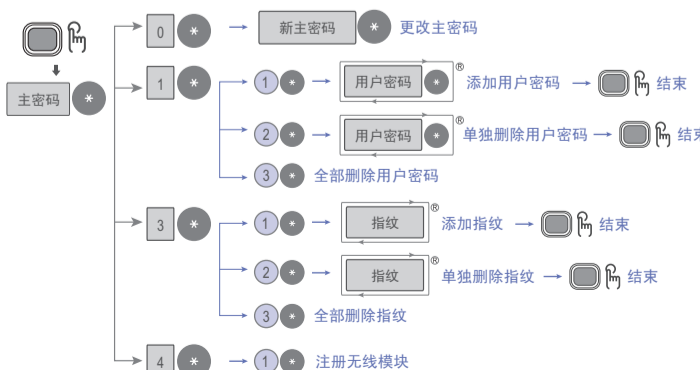 0 * 新主密码 * 更改主密码
主密码 *
1 * 1 * 用户密码 * ® 添加用户密码 结束
2 * 用户密码 * ® 单独删除用户密码 结束
3 * 全部删除用户密码
3 * 1 * 指纹 ® 添加指纹 结束
2 * 指纹 ® 单独删除指纹 结束
3 * 全部删除指纹
4 * 1 * 注册无线模块